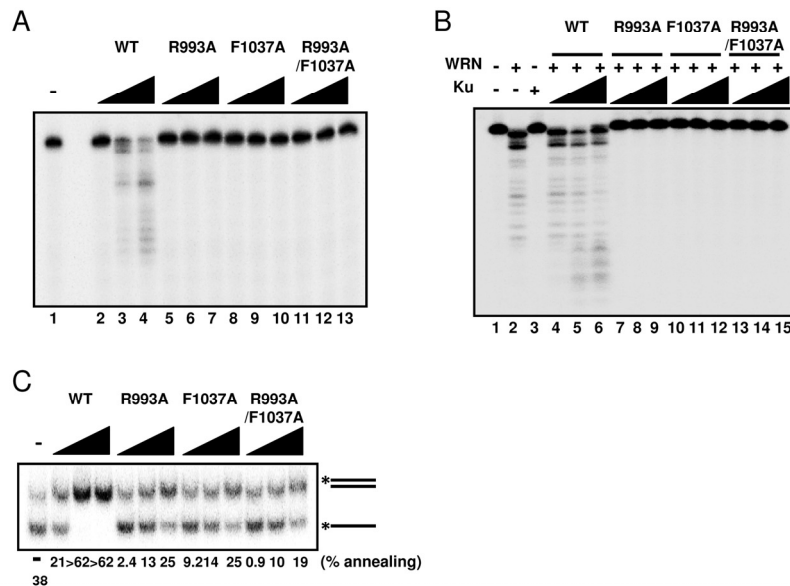 A
WT R993A F1037A R993A
/F1037A
-
1 2 3 4 5 6 7 8 9 10 11 12 13
B
WT R993A F1037A R993A
/F1037A
WRN - + - + + + + + + + + + + + +
Ku - - +
1 2 3 4 5 6 7 8 9 10 11 12 13 14 15
C
WT R993A F1037A R993A
/F1037A
-
*
*
- 21 >62 >62 2.4 13 25 9.2 14 25 0.9 10 19 (% annealing)
38